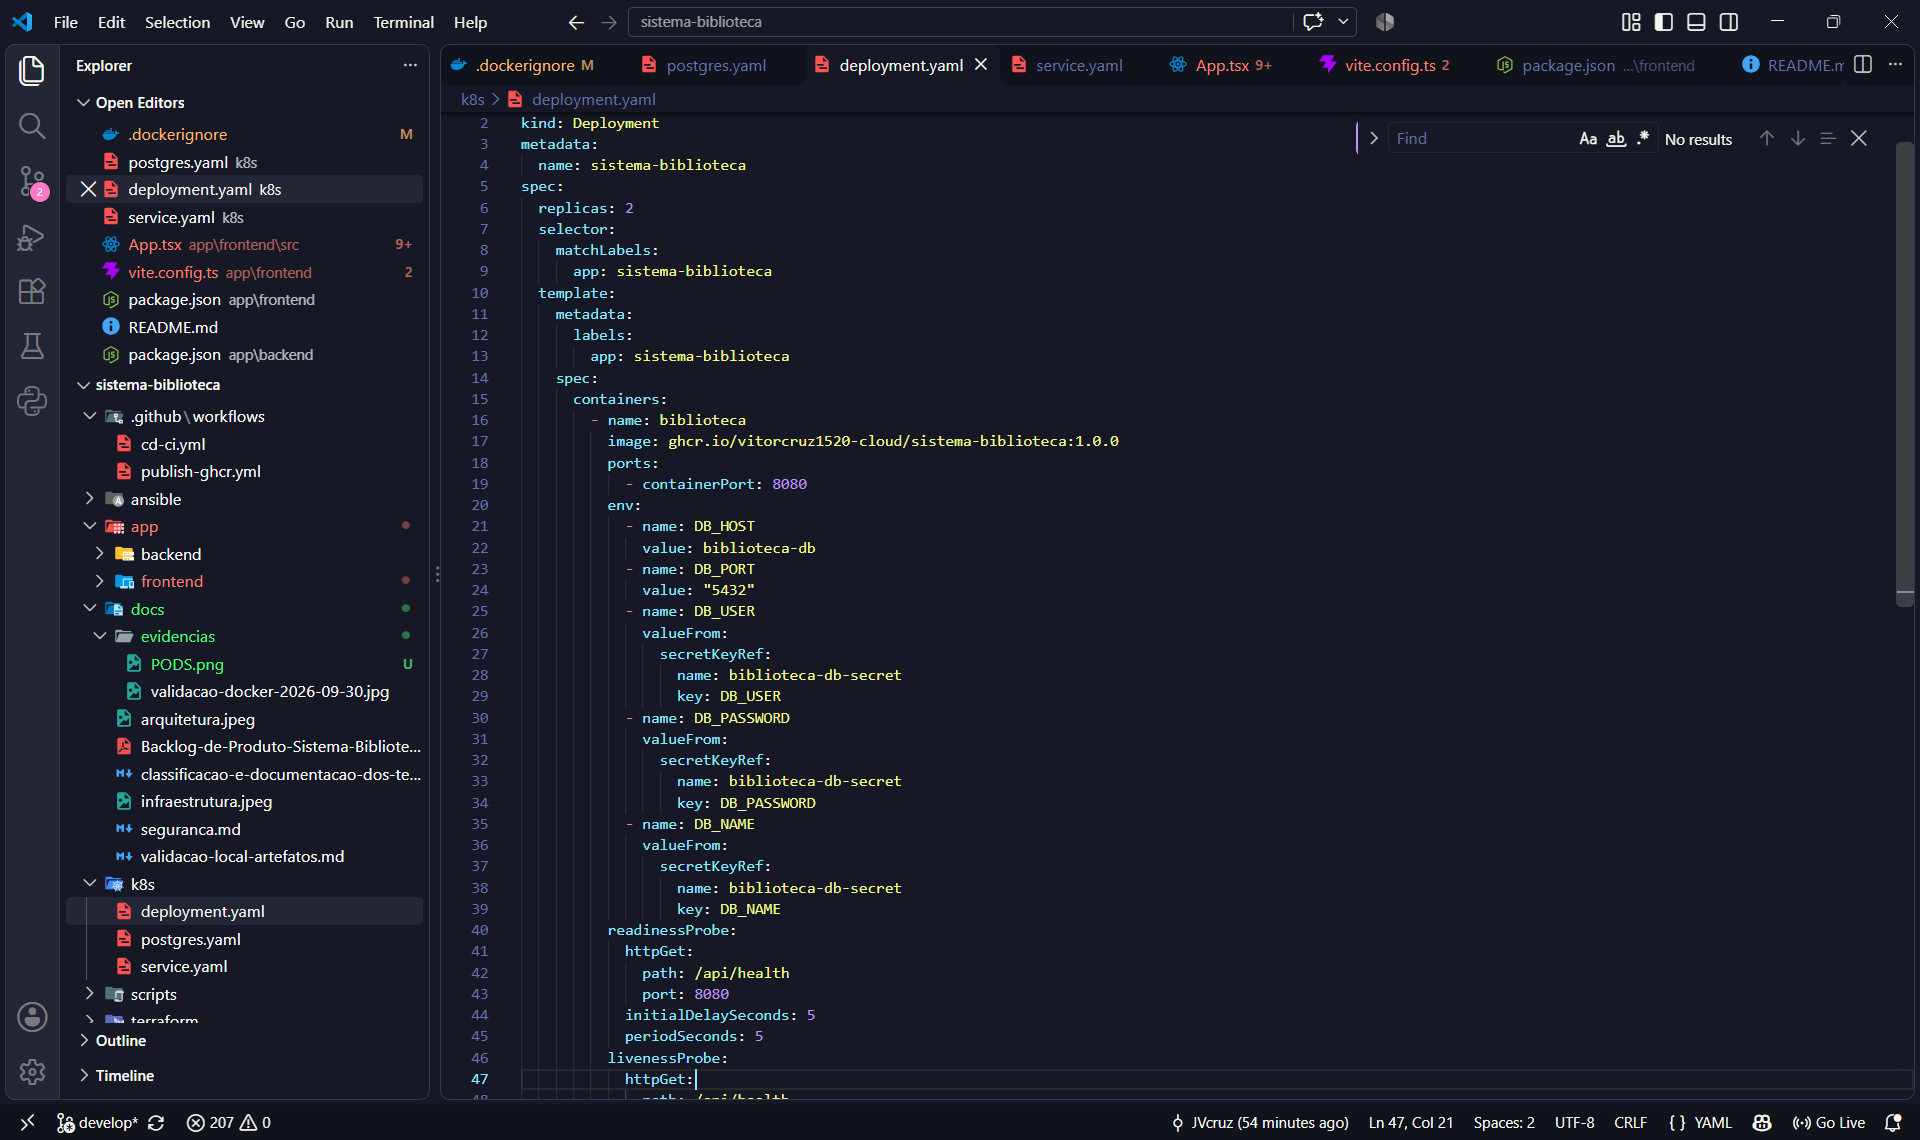 File Edit Selection View Go Run Terminal Help
sistema-biblioteca
Explorer
Open Editors
.dockerignore M
postgres.yaml k8s
deployment.yaml k8s
service.yaml k8s
App.tsx app\frontend\src 9+
vite.config.ts app\frontend 2
package.json app\frontend
README.md
package.json app\backend
sistema-biblioteca
.github\workflows
cd-ci.yml
publish-ghcr.yml
ansible
app
backend
frontend
docs
evidencias
PODS.png U
validacao-docker-2026-09-30.jpg
arquitetura.jpeg
Backlog-de-Produto-Sistema-Bibliote...
classificacao-e-documentacao-dos-te...
infraestrutura.jpeg
seguranca.md
validacao-local-artefatos.md
k8s
deployment.yaml
postgres.yaml
service.yaml
scripts
terraform
Outline
Timeline
2
.dockerignore M postgres.yaml deployment.yaml service.yaml App.tsx 9+ vite.config.ts 2 package.json ...\frontend README.m
k8s > deployment.yaml
Find Aa ab .* No results
2 kind: Deployment
3 metadata:
4 name: sistema-biblioteca
5 spec:
6 replicas: 2
7 selector:
8 matchLabels:
9 app: sistema-biblioteca
10 template:
11 metadata:
12 labels:
13 app: sistema-biblioteca
14 spec:
15 containers:
16 - name: biblioteca
17 image: ghcr.io/vitorcruz1520-cloud/sistema-biblioteca:1.0.0
18 ports:
19 - containerPort: 8080
20 env:
21 - name: DB_HOST
22 value: biblioteca-db
23 - name: DB_PORT
24 value: "5432"
25 - name: DB_USER
26 valueFrom:
27 secretKeyRef:
28 name: biblioteca-db-secret
29 key: DB_USER
30 - name: DB_PASSWORD
31 valueFrom:
32 secretKeyRef:
33 name: biblioteca-db-secret
34 key: DB_PASSWORD
35 - name: DB_NAME
36 valueFrom:
37 secretKeyRef:
38 name: biblioteca-db-secret
39 key: DB_NAME
40 readinessProbe:
41 httpGet:
42 path: /api/health
43 port: 8080
44 initialDelaySeconds: 5
45 periodSeconds: 5
46 livenessProbe:
47 httpGet:
48 path: /api/health
develop* 207 0 JVcruz (54 minutes ago) Ln 47, Col 21 Spaces: 2 UTF-8 CRLF { } YAML Go Live